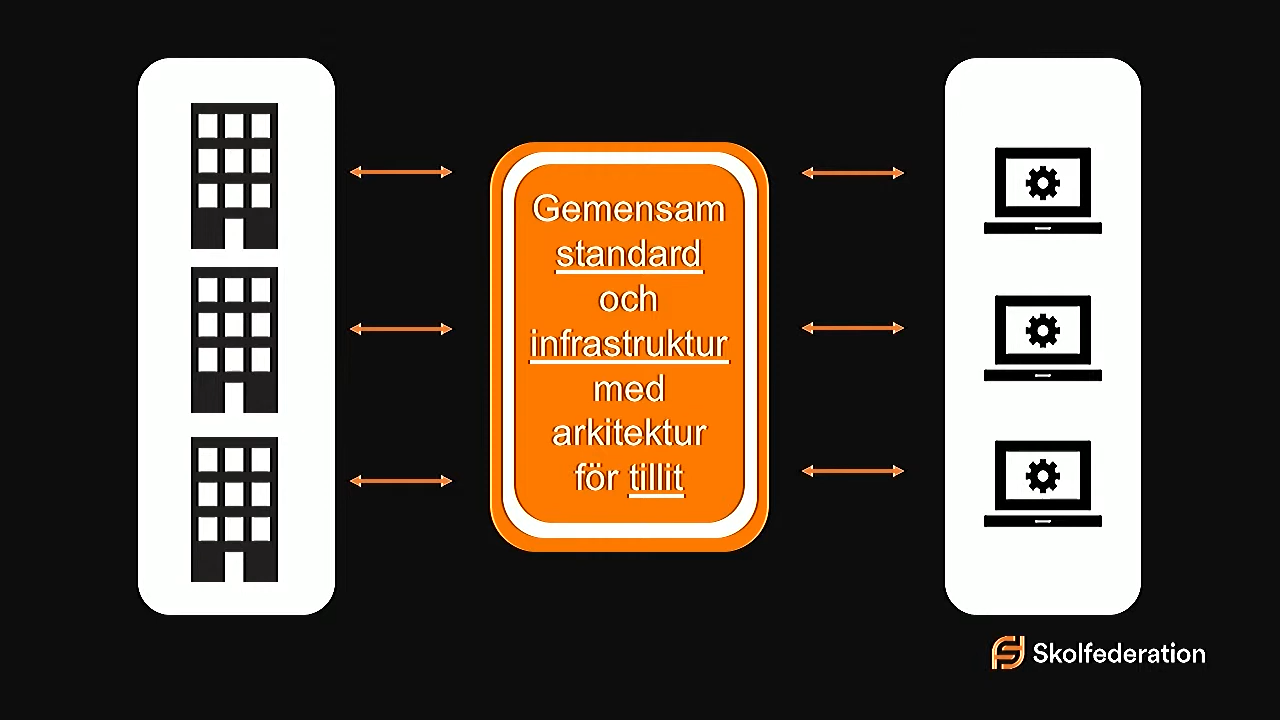 Gemensam
standard
och
infrastruktur
med
arkitektur
för tillit
Skolfederation